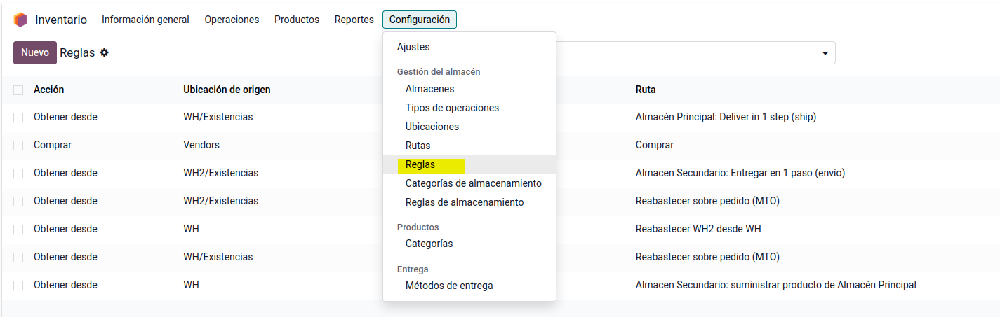 Inventario Información general Operaciones Productos Reportes Configuración
Nuevo Reglas
Ajustes
Gestión del almacén
Almacenes
Tipos de operaciones
Ubicaciones
Rutas
Reglas
Categorías de almacenamiento
Reglas de almacenamiento
Productos
Categorías
Entrega
Métodos de entrega
Acción Ubicación de origen Ruta
Obtener desde WH/Existencias Almacén Principal: Deliver in 1 step (ship)
Comprar Vendors Comprar
Obtener desde WH2/Existencias Almacen Secundario: Entregar en 1 paso (envío)
Obtener desde WH2/Existencias Reabastecer sobre pedido (MTO)
Obtener desde WH Reabastecer WH2 desde WH
Obtener desde WH/Existencias Reabastecer sobre pedido (MTO)
Obtener desde WH Almacen Secundario: suministrar producto de Almacén Principal